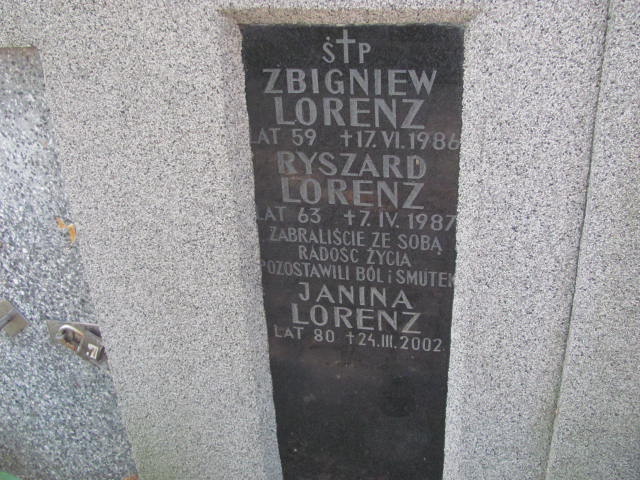 Ś†P
ZBIGNIEW
LORENZ
LAT 59 †17.VI.1986
RYSZARD
LORENZ
LAT 63 †7.IV.1987
ZABRALIŚCIE ZE SOBĄ
RADOŚĆ ŻYCIA
POZOSTAWILI BÓL i SMUTEK
JANINA
LORENZ
LAT 80 †24.III.2002